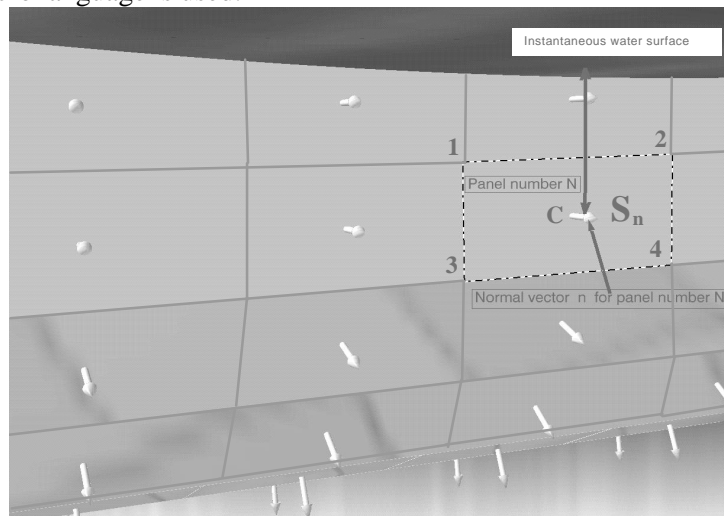 Instantaneous water surface
1
2
Panel number N
C
Sn
3
4
Normal vector n for panel number N